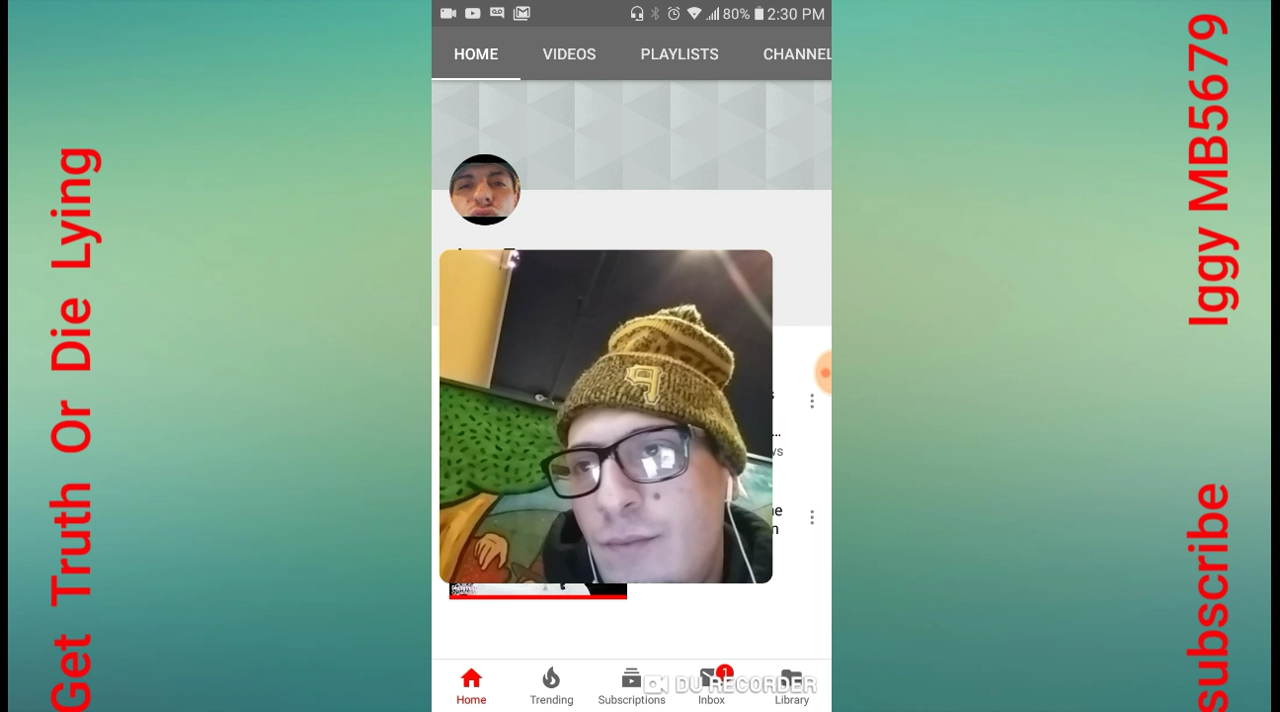 Get Truth Or Die Lying
80% 2:30 PM
HOME VIDEOS PLAYLISTS CHANNEL
P
Home Trending Subscriptions Inbox Library
1
DU RECORDER
Iggy MB5679
subscribe